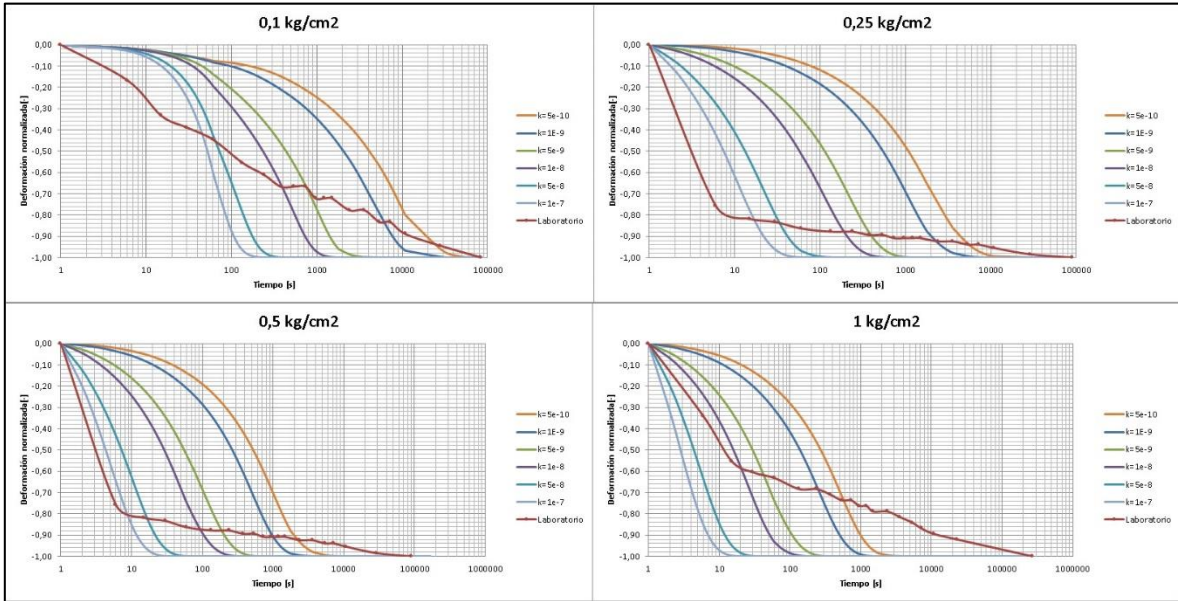 0,1 kg/cm2
Deformación normalizada[-]
0,00
-0,10
-0,20
-0,30
-0,40
-0,50
-0,60
-0,70
-0,80
-0,90
-1,00
1 10 100 1000 10000 100000
Tiempo [s]
k=5e-10
k=1E-9
k=5e-9
k=1e-8
k=5e-8
k=1e-7
Laboratorio
0,25 kg/cm2
Deformación normalizada[-]
0,00
-0,10
-0,20
-0,30
-0,40
-0,50
-0,60
-0,70
-0,80
-0,90
-1,00
1 10 100 1000 10000 100000
Tiempo [s]
k=5e-10
k=1E-9
k=5e-9
k=1e-8
k=5e-8
k=1e-7
Laboratorio
0,5 kg/cm2
Deformación normalizada[-]
0,00
-0,10
-0,20
-0,30
-0,40
-0,50
-0,60
-0,70
-0,80
-0,90
-1,00
1 10 100 1000 10000 100000 1000000
Tiempo [s]
k=5e-10
k=1E-9
k=5e-9
k=1e-8
k=5e-8
k=1e-7
Laboratorio
1 kg/cm2
Deformación normalizada[-]
0,00
-0,10
-0,20
-0,30
-0,40
-0,50
-0,60
-0,70
-0,80
-0,90
-1,00
1 10 100 1000 10000 100000 1000000
Tiempo [s]
k=5e-10
k=1E-9
k=5e-9
k=1e-8
k=5e-8
k=1e-7
Laboratorio